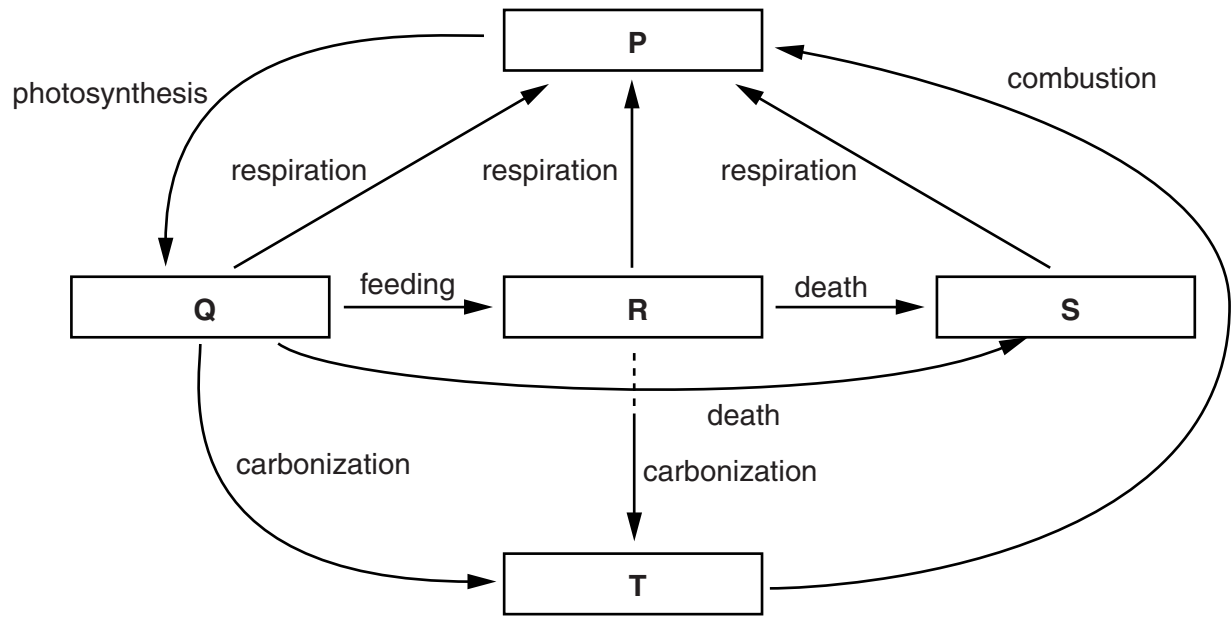 P
combustion
photosynthesis
respiration
respiration
respiration
feeding
death
Q
R
S
death
carbonization
carbonization
T